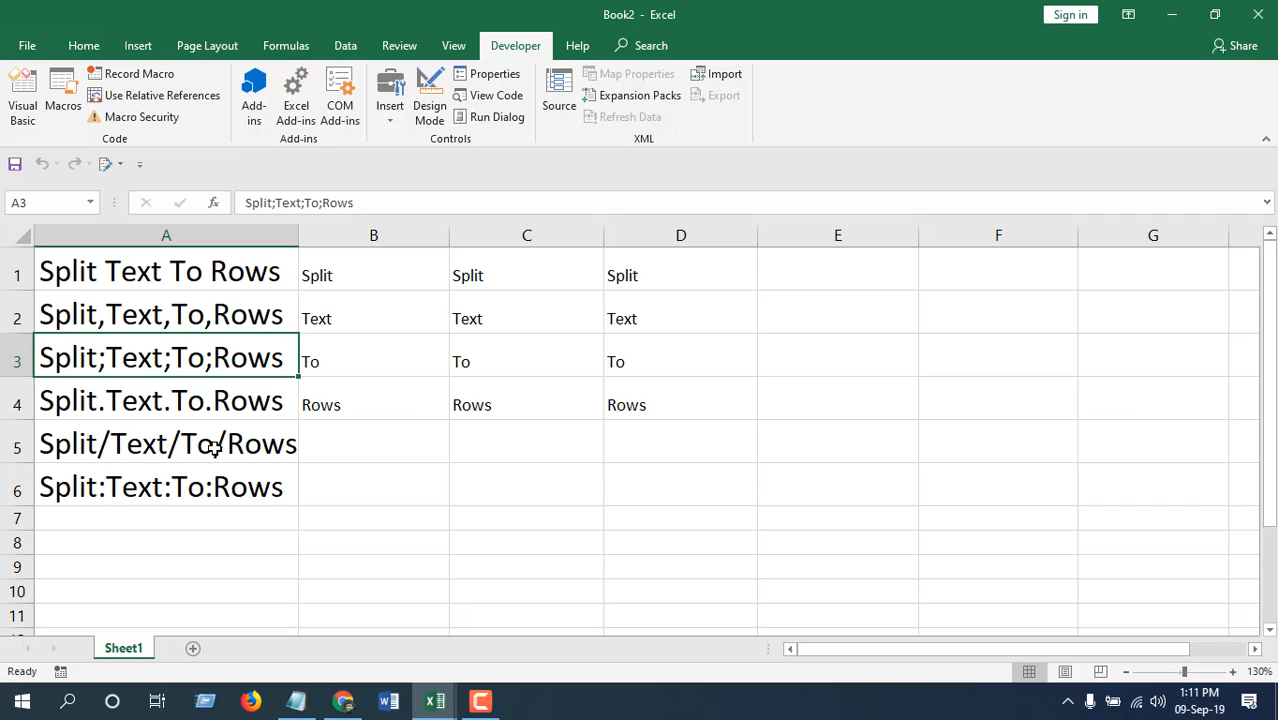 Book2 - Excel
Sign in
File Home Insert Page Layout Formulas Data Review View Developer Help Search Share
Visual Basic
Macros
Record Macro
Use Relative References
Macro Security
Code
Add-ins
Excel Add-ins
COM Add-ins
Add-ins
Insert
Design Mode
Properties
View Code
Run Dialog
Controls
Source
Map Properties
Expansion Packs
Refresh Data
Import
Export
XML
A3
fx
Split;Text;To;Rows
A B C D E F G
1 Split Text To Rows Split Split Split
2 Split,Text,To,Rows Text Text Text
3 Split;Text;To;Rows To To To
4 Split.Text.To.Rows Rows Rows Rows
5 Split/Text/To/Rows
6 Split:Text:To:Rows
7
8
9
10
11
Sheet1
Ready
130%
1:11 PM
09-Sep-19